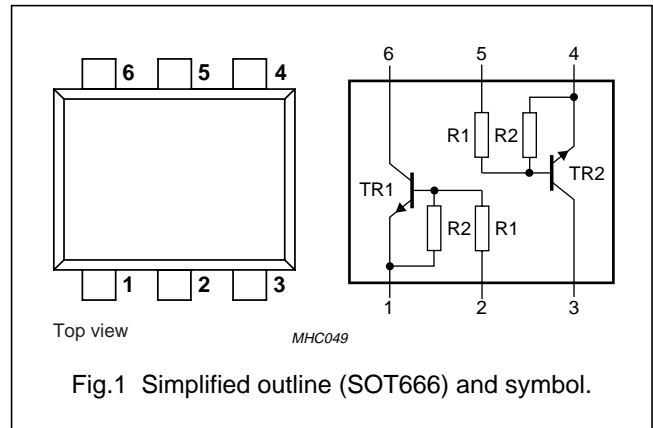 6 5 4
1 2 3
Top view
6 5 4
R1 R2
TR2
TR1
R2 R1
1 2 3
MHC049
Fig.1 Simplified outline (SOT666) and symbol.